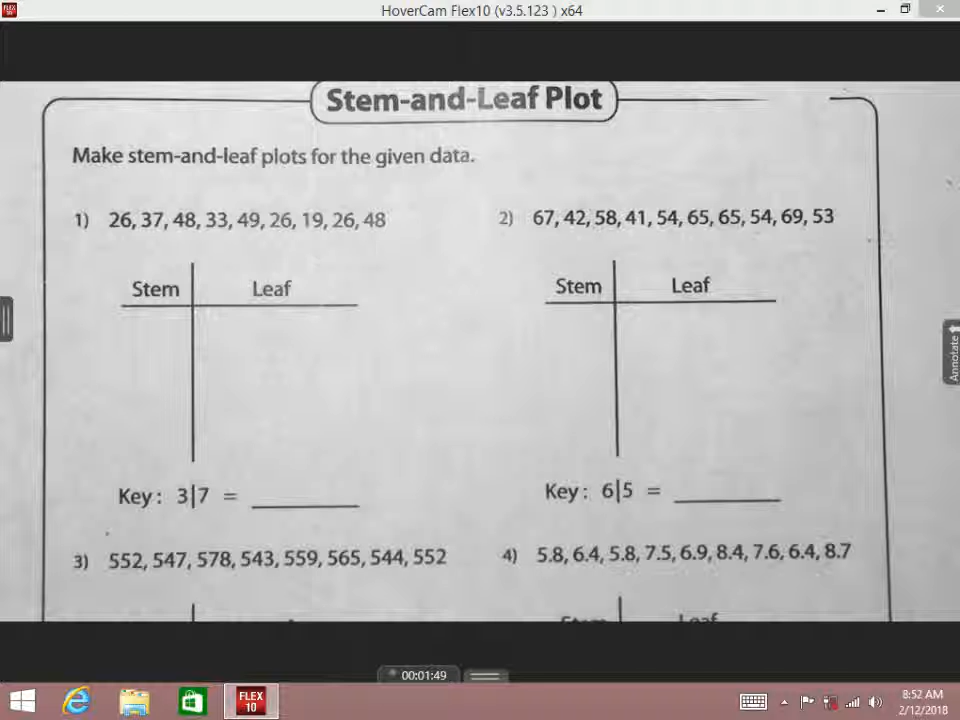 HoverCam Flex10 (v3.5.123 ) x64
Stem-and-Leaf Plot
Make stem-and-leaf plots for the given data.
1) 26, 37, 48, 33, 49, 26, 19, 26, 48
Stem Leaf
Key : 3|7 =
2) 67, 42, 58, 41, 54, 65, 65, 54, 69, 53
Stem Leaf
Key : 6|5 =
3) 552, 547, 578, 543, 559, 565, 544, 552
4) 5.8, 6.4, 5.8, 7.5, 6.9, 8.4, 7.6, 6.4, 8.7
Stem Leaf
Annotate
00:01:49
FLEX
10
8:52 AM
2/12/2018